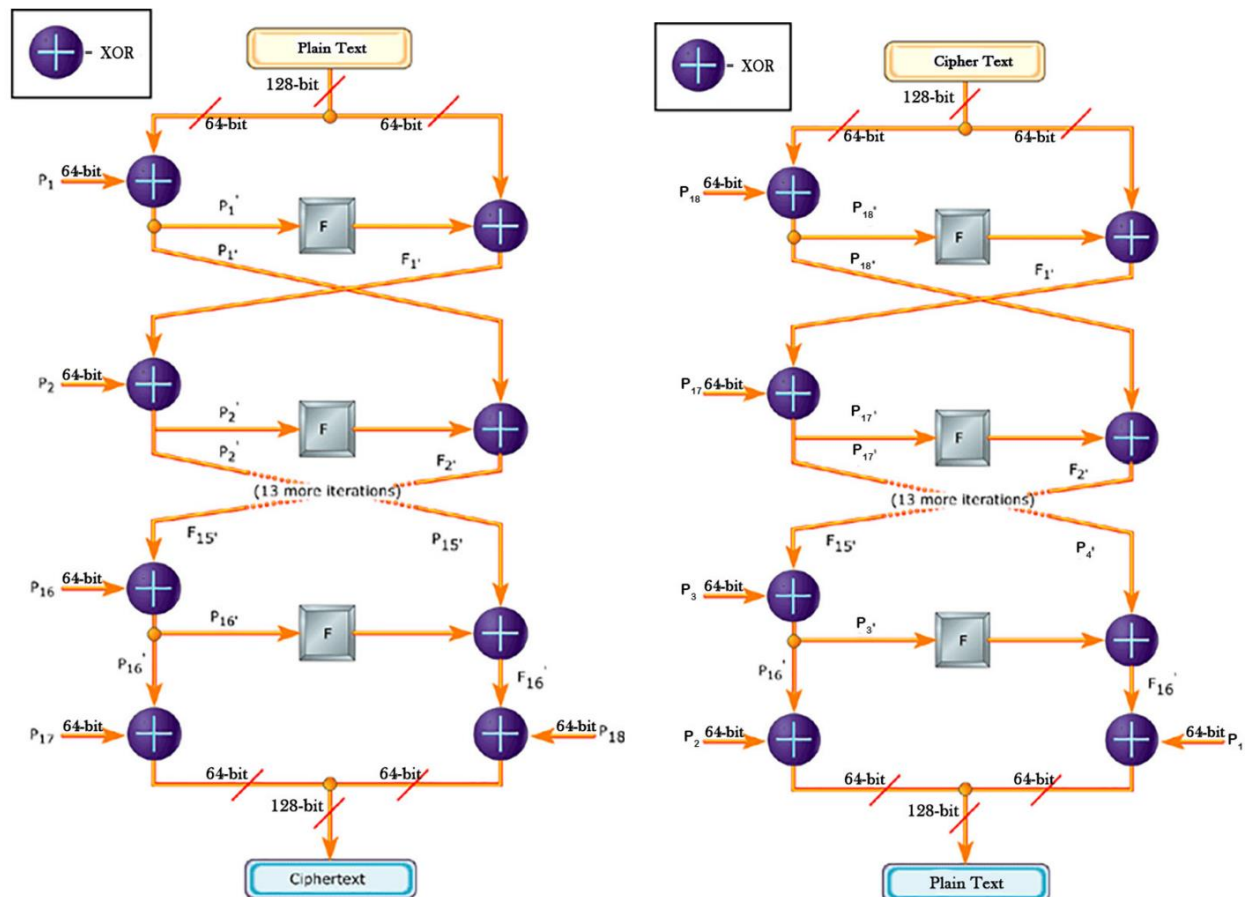 = XOR
Plain Text
128-bit
64-bit 64-bit
P1 64-bit
P1' F
P1' F1'
P2 64-bit
P2' F
P2' F2'
(13 more iterations)
F15' P15'
P16 64-bit
P16' F
P16' F16'
P17 64-bit 64-bit P18
64-bit 64-bit
128-bit
Ciphertext
= XOR
Cipher Text
128-bit
64-bit 64-bit
P18 64-bit
P18' F
P18' F1'
P17 64-bit
P17' F
P17' F2'
(13 more iterations)
F15' P4'
P3 64-bit
P3' F
P16' F16'
P2 64-bit 64-bit P1
64-bit 64-bit
128-bit
Plain Text